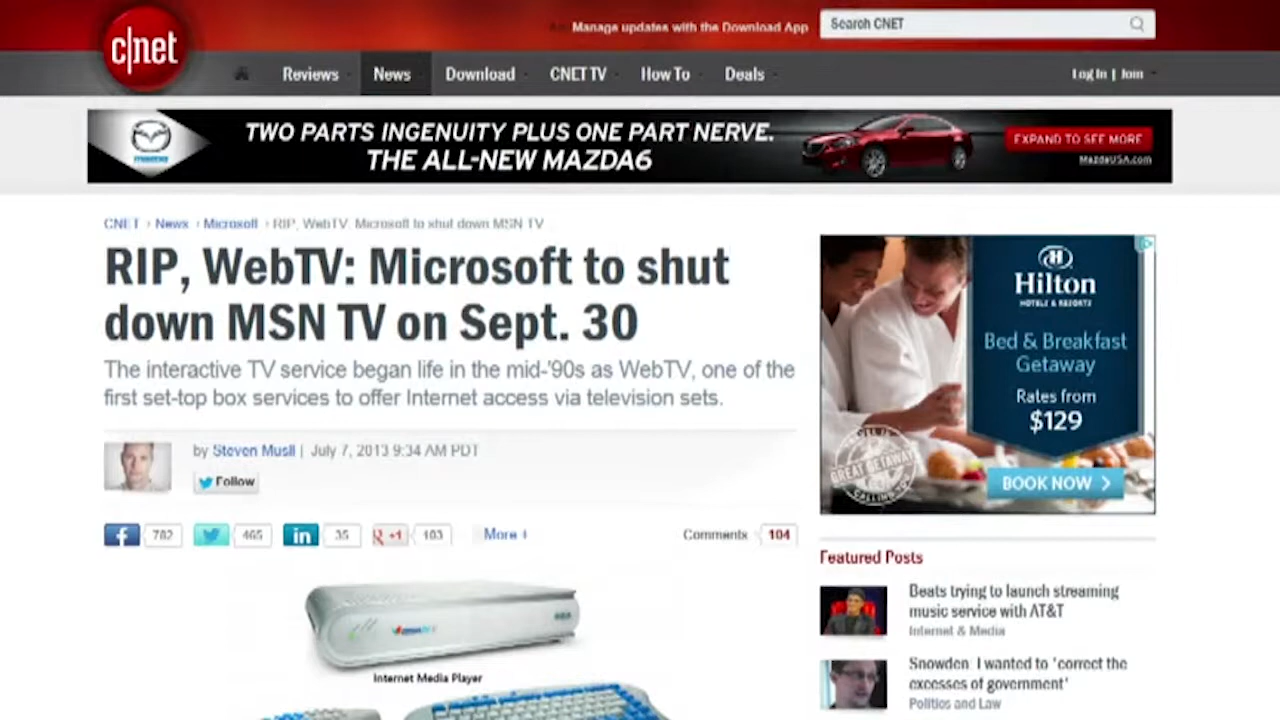 Manage updates with the Download App
Search CNET
c|net
Reviews
News
Download
CNET TV
How To
Deals
Log In | Join
mazda
TWO PARTS INGENUITY PLUS ONE PART NERVE.
THE ALL-NEW MAZDA6
EXPAND TO SEE MORE
MazdaUSA.com
CNET › News › Microsoft › RIP, WebTV: Microsoft to shut down MSN TV
RIP, WebTV: Microsoft to shut
down MSN TV on Sept. 30
The interactive TV service began life in the mid-'90s as WebTV, one of the
first set-top box services to offer Internet access via television sets.
by Steven Musil | July 7, 2013 9:34 AM PDT
Follow
f 782
465
in 35
+1 103
More +
Comments 104
Internet Media Player
Hilton
HOTELS & RESORTS
Bed & Breakfast
Getaway
Rates from
$129
GREAT GETAWAY
CALLING
BOOK NOW >
Featured Posts
Beats trying to launch streaming
music service with AT&T
Internet & Media
Snowden: I wanted to 'correct the
excesses of government'
Politics and Law